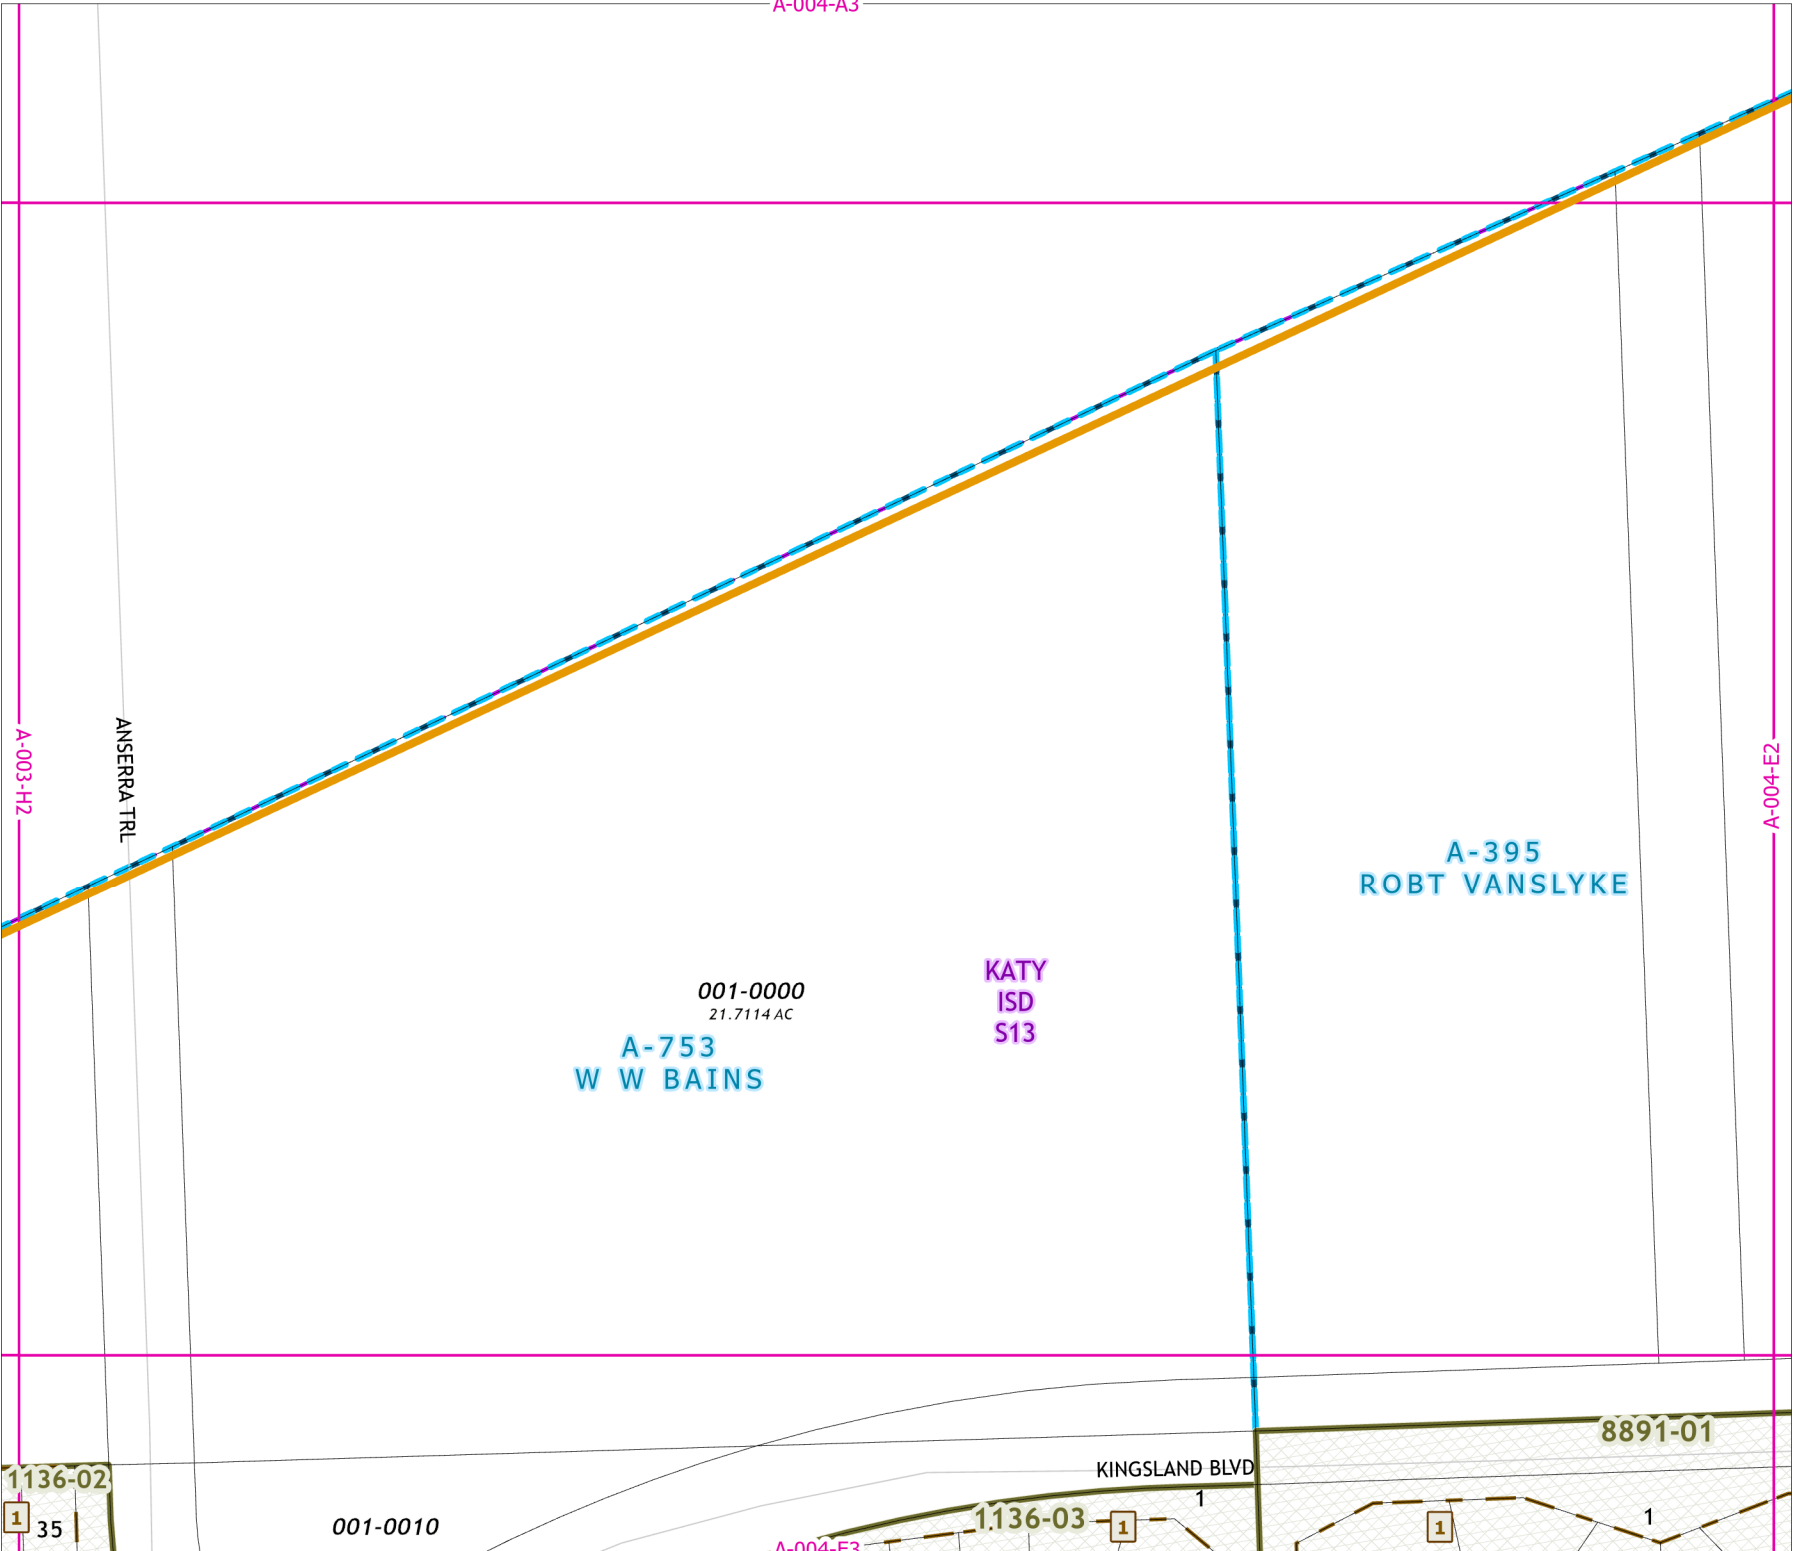 A-004-A3
A-003-H2
ANSERRA TRL
A-004-E2
A-395
ROBT VANSLYKE
KATY
ISD
S13
001-0000
21.7114 AC
A-753
W W BAINS
8891-01
KINGSLAND BLVD
1136-02
1
35
001-0010
1136-03
1
1
1
1
A-004-E3